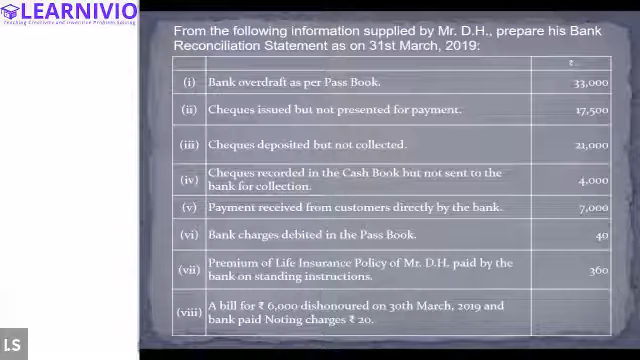 LEARNIVIO
Teaching Creativity and Inventive Problem Solving
From the following information supplied by Mr. D.H., prepare his Bank
Reconciliation Statement as on 31st March, 2019:
₹
(i) Bank overdraft as per Pass Book. 33,000
(ii) Cheques issued but not presented for payment. 17,500
(iii) Cheques deposited but not collected. 21,000
(iv) Cheques recorded in the Cash Book but not sent to the
bank for collection. 4,000
(v) Payment received from customers directly by the bank. 7,000
(vi) Bank charges debited in the Pass Book. 40
(vii) Premium of Life Insurance Policy of Mr. D.H. paid by the
bank on standing instructions. 360
(viii) A bill for ₹ 6,000 dishonoured on 30th March, 2019 and
bank paid Noting charges ₹ 20.
LS